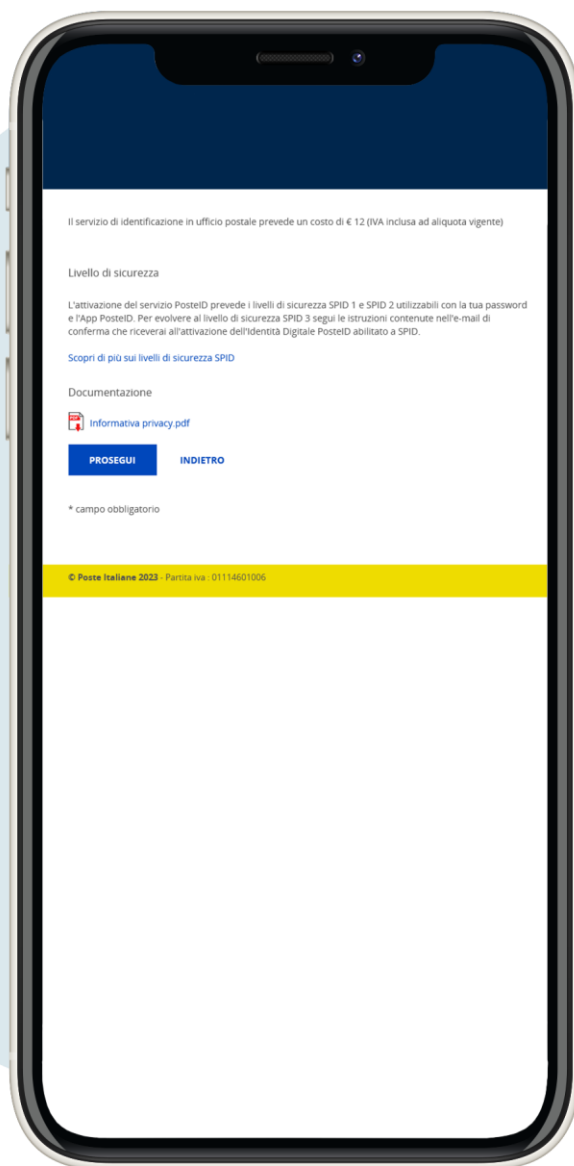 Il servizio di identificazione in ufficio postale prevede un costo di € 12 (IVA inclusa ad aliquota vigente)
Livello di sicurezza
L'attivazione del servizio PosteID prevede i livelli di sicurezza SPID 1 e SPID 2 utilizzabili con la tua password
e l'App PosteID. Per evolvere al livello di sicurezza SPID 3 segui le istruzioni contenute nell'e-mail di
conferma che riceverai all'attivazione dell'Identità Digitale PosteID abilitato a SPID.
Scopri di più sui livelli di sicurezza SPID
Documentazione
PDF Informativa privacy.pdf
PROSEGUI INDIETRO
* campo obbligatorio
© Poste Italiane 2023 - Partita iva : 01114601006